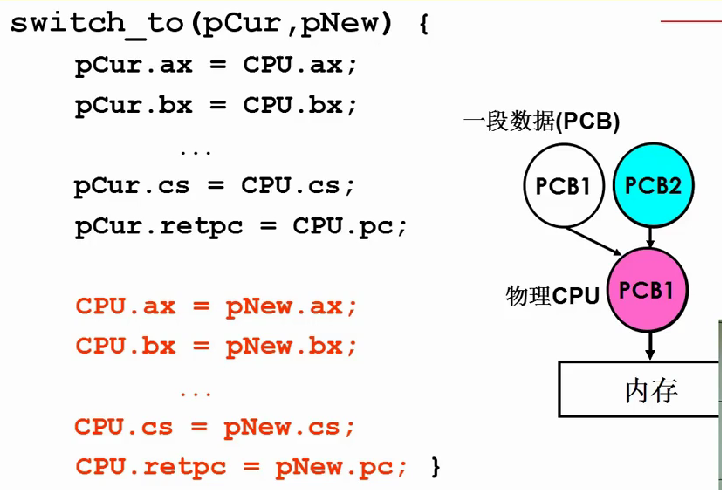 switch_to(pCur,pNew) {
pCur.ax = CPU.ax;
pCur.bx = CPU.bx;
...
pCur.cs = CPU.cs;
pCur.retpc = CPU.pc;
CPU.ax = pNew.ax;
CPU.bx = pNew.bx;
...
CPU.cs = pNew.cs;
CPU.retpc = pNew.pc; }
一段数据(PCB)
PCB1 PCB2
物理CPU PCB1
内存